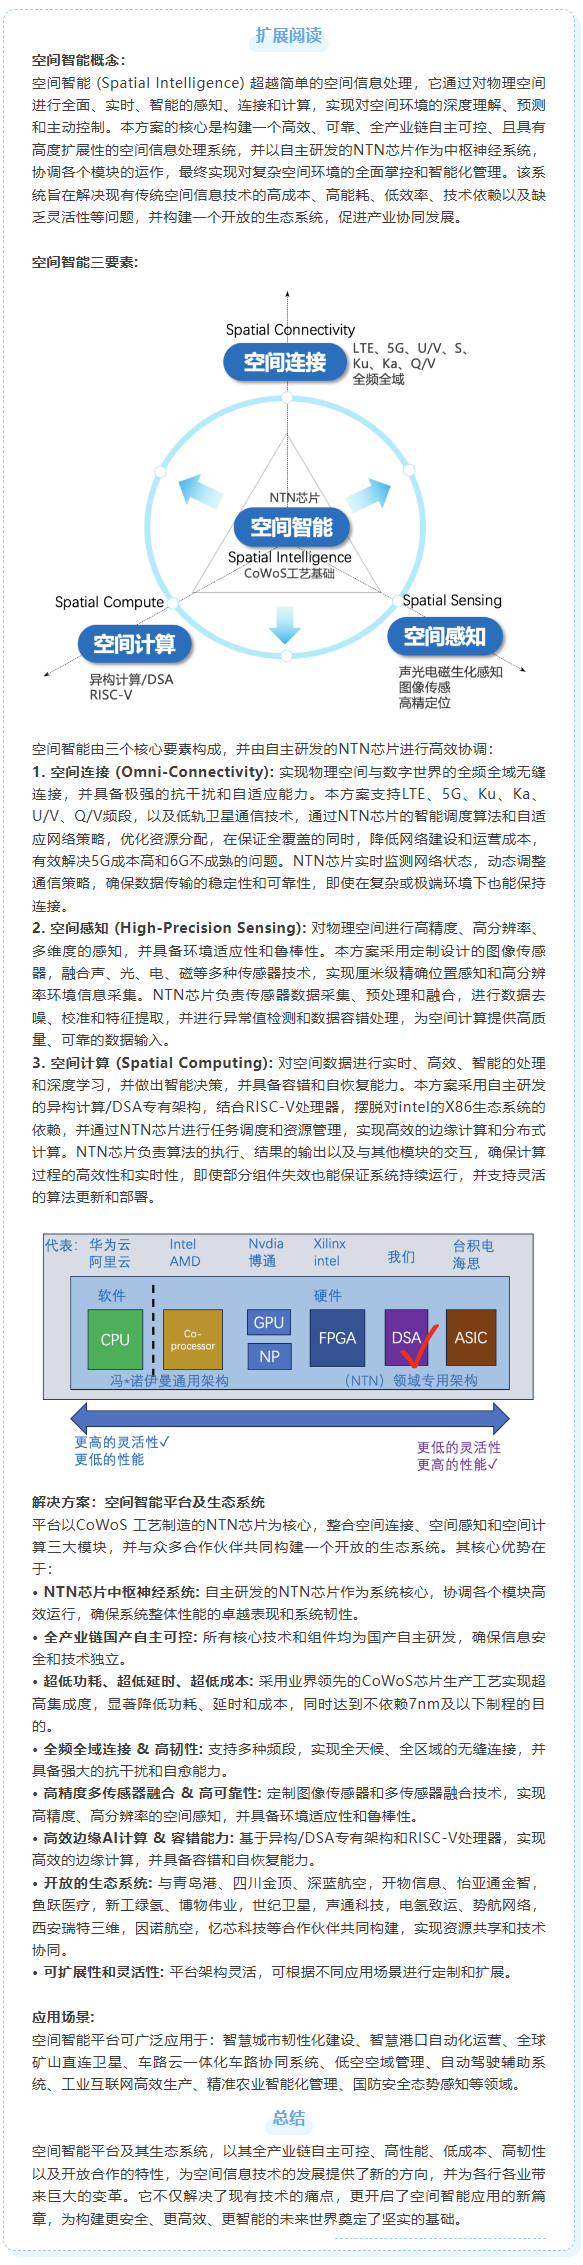 扩展阅读
空间智能概念：
空间智能 (Spatial Intelligence) 超越简单的空间信息处理，它通过对物理空间
进行全面、实时、智能的感知、连接和计算，实现对空间环境的深度理解、预测
和主动控制。本方案的核心是构建一个高效、可靠、全产业链自主可控、且具有
高度扩展性的空间信息处理系统，并以自主研发的NTN芯片作为中枢神经系统，
协调各个模块的运作，最终实现对复杂空间环境的全面掌控和智能化管理。该系
统旨在解决现有传统空间信息技术的高成本、高能耗、低效率、技术依赖以及缺
乏灵活性等问题，并构建一个开放的生态系统，促进产业协同发展。
空间智能三要素:
Spatial Connectivity
空间连接
LTE、5G、U/V、S、
Ku、Ka、Q/V
全频全域
NTN芯片
空间智能
Spatial Intelligence
CoWoS工艺基础
Spatial Compute
空间计算
异构计算/DSA
RISC-V
Spatial Sensing
空间感知
声光电磁生化感知
图像传感
高精定位
空间智能由三个核心要素构成，并由自主研发的NTN芯片进行高效协调：
1. 空间连接 (Omni-Connectivity): 实现物理空间与数字世界的全频全域无缝
连接，并具备极强的抗干扰和自适应能力。本方案支持LTE、5G、Ku、Ka、
U/V、Q/V频段，以及低轨卫星通信技术，通过NTN芯片的智能调度算法和自适
应网络策略，优化资源分配，在保证全覆盖的同时，降低网络建设和运营成本，
有效解决5G成本高和6G不成熟的问题。NTN芯片实时监测网络状态，动态调整
通信策略，确保数据传输的稳定性和可靠性，即使在复杂或极端环境下也能保持
连接。
2. 空间感知 (High-Precision Sensing): 对物理空间进行高精度、高分辨率、
多维度的感知，并具备环境适应性和鲁棒性。本方案采用定制设计的图像传感
器，融合声、光、电、磁等多种传感器技术，实现厘米级精确位置感知和高分辨
率环境信息采集。NTN芯片负责传感器数据采集、预处理和融合，进行数据去
噪、校准和特征提取，并进行异常值检测和数据容错处理，为空间计算提供高质
量、可靠的数据输入。
3. 空间计算 (Spatial Computing): 对空间数据进行实时、高效、智能的处理
和深度学习，并做出智能决策，并具备容错和自恢复能力。本方案采用自主研发
的异构计算/DSA专有架构，结合RISC-V处理器，摆脱对intel的X86生态系统的
依赖，并通过NTN芯片进行任务调度和资源管理，实现高效的边缘计算和分布式
计算。NTN芯片负责算法的执行、结果的输出以及与其他模块的交互，确保计算
过程的高效性和实时性，即使部分组件失效也能保证系统持续运行，并支持灵活
的算法更新和部署。
代表： 华为云 Intel Nvdia Xilinx 我们 台积电
阿里云 AMD 博通 intel 海思
软件 硬件
CPU
Co-
processor
GPU
NP
FPGA
DSA
ASIC
冯*诺伊曼通用架构 （NTN）领域专用架构
更高的灵活性✓
更低的性能
更低的灵活性
更高的性能✓
解决方案：空间智能平台及生态系统
平台以CoWoS 工艺制造的NTN芯片为核心，整合空间连接、空间感知和空间计
算三大模块，并与众多合作伙伴共同构建一个开放的生态系统。其核心优势在
于：
• NTN芯片中枢神经系统: 自主研发的NTN芯片作为系统核心，协调各个模块高
效运行，确保系统整体性能的卓越表现和系统韧性。
• 全产业链国产自主可控: 所有核心技术和组件均为国产自主研发，确保信息安
全和技术独立。
• 超低功耗、超低延时、超低成本: 采用业界领先的CoWoS芯片生产工艺实现超
高集成度，显著降低功耗、延时和成本，同时达到不依赖7nm及以下制程的目
的。
• 全频全域连接 & 高韧性: 支持多种频段，实现全天候、全区域的无缝连接，并
具备强大的抗干扰和自愈能力。
• 高精度多传感器融合 & 高可靠性: 定制图像传感器和多传感器融合技术，实现
高精度、高分辨率的空间感知，并具备环境适应性和鲁棒性。
• 高效边缘AI计算 & 容错能力: 基于异构/DSA专有架构和RISC-V处理器，实现
高效的边缘计算，并具备容错和自恢复能力。
• 开放的生态系统: 与青岛港、四川金顶、深蓝航空，开物信息、怡亚通金智，
鱼跃医疗，新工绿氢、博物伟业，世纪卫星，声通科技，电氢致运、势航网络，
西安瑞特三维，因诺航空，忆芯科技等合作伙伴共同构建，实现资源共享和技术
协同。
• 可扩展性和灵活性: 平台架构灵活，可根据不同应用场景进行定制和扩展。
应用场景:
空间智能平台可广泛应用于：智慧城市韧性化建设、智慧港口自动化运营、全球
矿山直连卫星、车路云一体化车路协同系统、低空空域管理、自动驾驶辅助系
统、工业互联网高效生产、精准农业智能化管理、国防安全态势感知等领域。
总结
空间智能平台及其生态系统，以其全产业链自主可控、高性能、低成本、高韧性
以及开放合作的特性，为空间信息技术的发展提供了新的方向，并为各行各业带
来巨大的变革。它不仅解决了现有技术的痛点，更开启了空间智能应用的新篇
章，为构建更安全、更高效、更智能的未来世界奠定了坚实的基础。